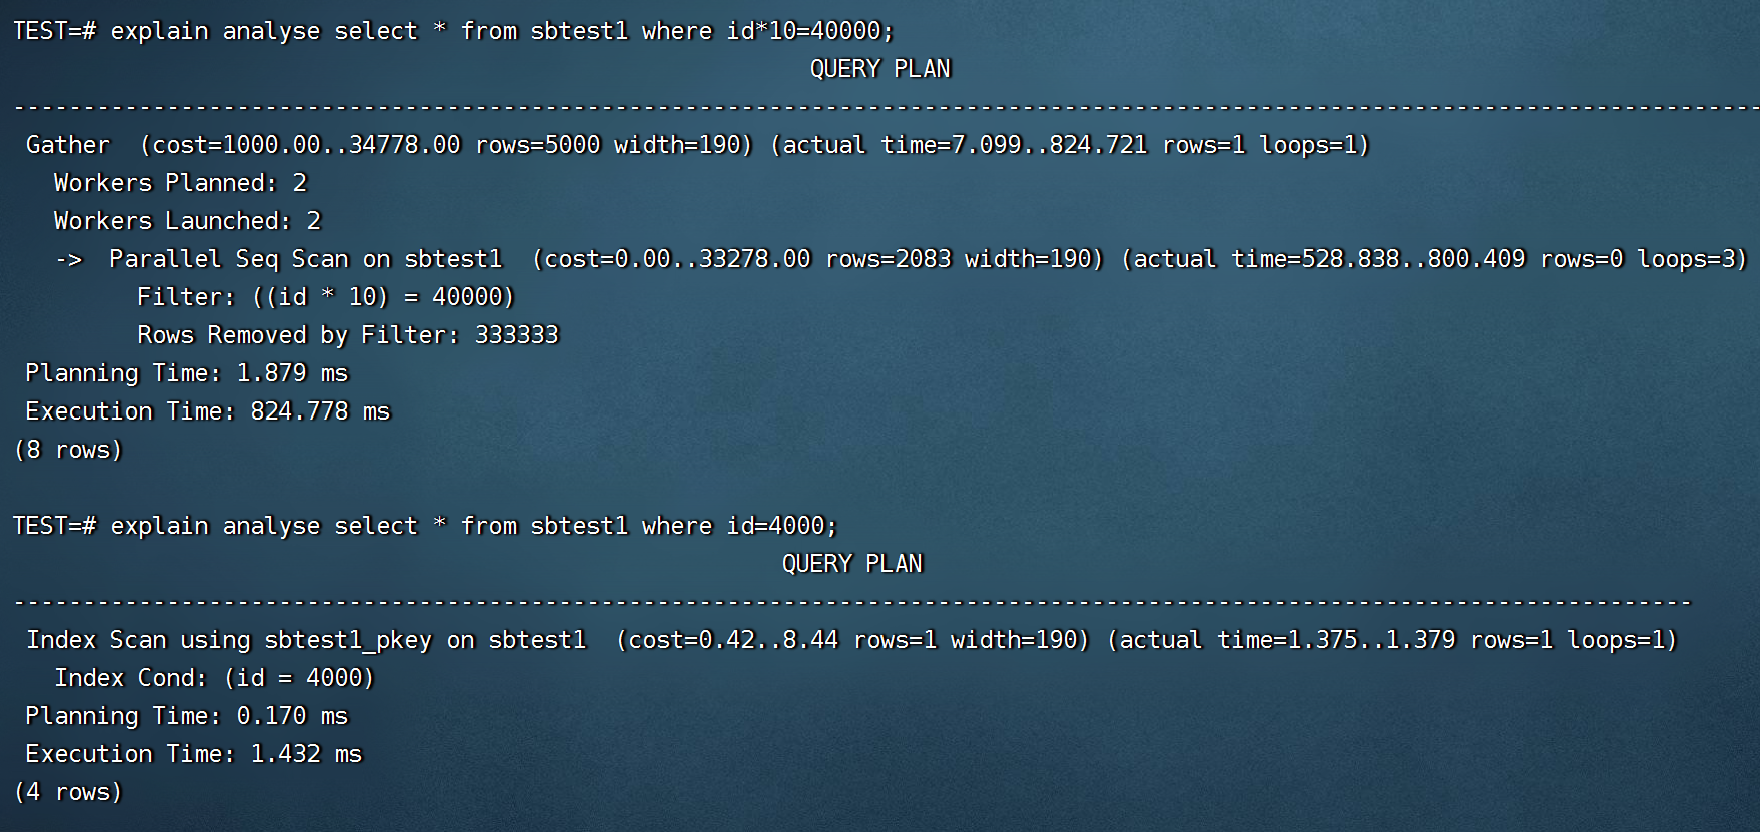 TEST=# explain analyse select * from sbtest1 where id*10=40000;
QUERY PLAN
-----------------------------------------------------------------------------------------------------------------------------
Gather  (cost=1000.00..34778.00 rows=5000 width=190) (actual time=7.099..824.721 rows=1 loops=1)
Workers Planned: 2
Workers Launched: 2
->  Parallel Seq Scan on sbtest1  (cost=0.00..33278.00 rows=2083 width=190) (actual time=528.838..800.409 rows=0 loops=3)
Filter: ((id * 10) = 40000)
Rows Removed by Filter: 333333
Planning Time: 1.879 ms
Execution Time: 824.778 ms
(8 rows)
TEST=# explain analyse select * from sbtest1 where id=4000;
QUERY PLAN
------------------------------------------------------------------------------------------------------------------------
Index Scan using sbtest1_pkey on sbtest1  (cost=0.42..8.44 rows=1 width=190) (actual time=1.375..1.379 rows=1 loops=1)
Index Cond: (id = 4000)
Planning Time: 0.170 ms
Execution Time: 1.432 ms
(4 rows)